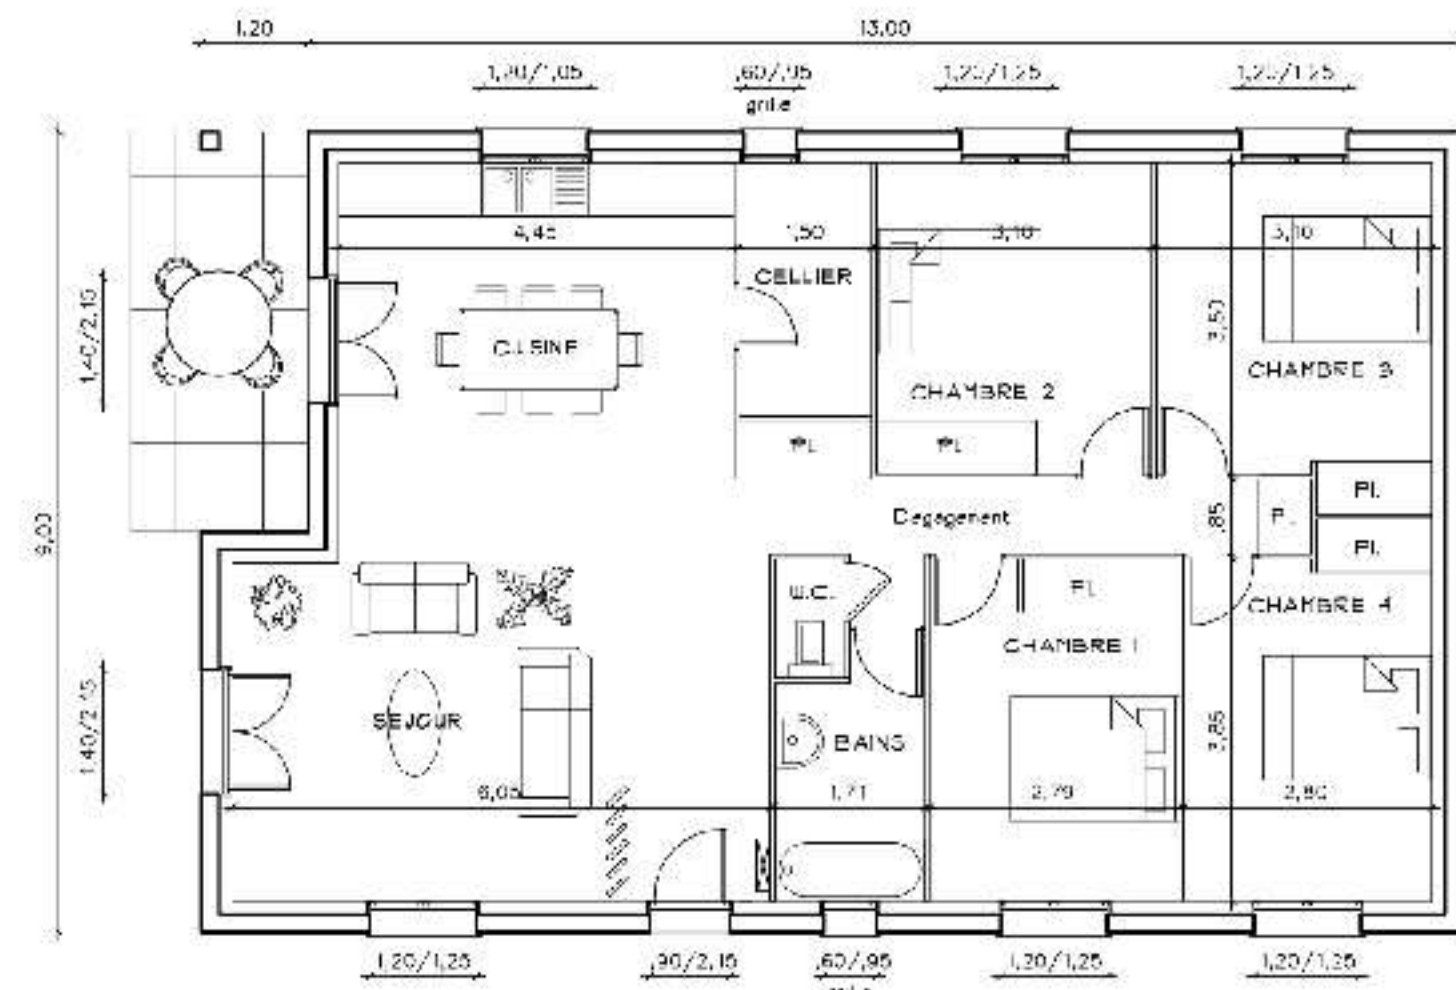 1,20
13,00
1,20/1,05
,60/,95
1,20/1,25
1,20/1,25
grille
4,45
1,50
3,10
3,10
CELLIER
1,40/2,15
CUISINE
3,50
CHAMBRE 3
CHAMBRE 2
PL
PL
PL
PL
Degagement
,85
9,00
PL
W.C.
PL
CHAMBRE 4
CHAMBRE 1
SEJOUR
BAINS
3,85
1,40/2,15
6,05
1,71
2,79
2,80
1,20/1,25
,90/2,15
,60/,95
1,20/1,25
1,20/1,25